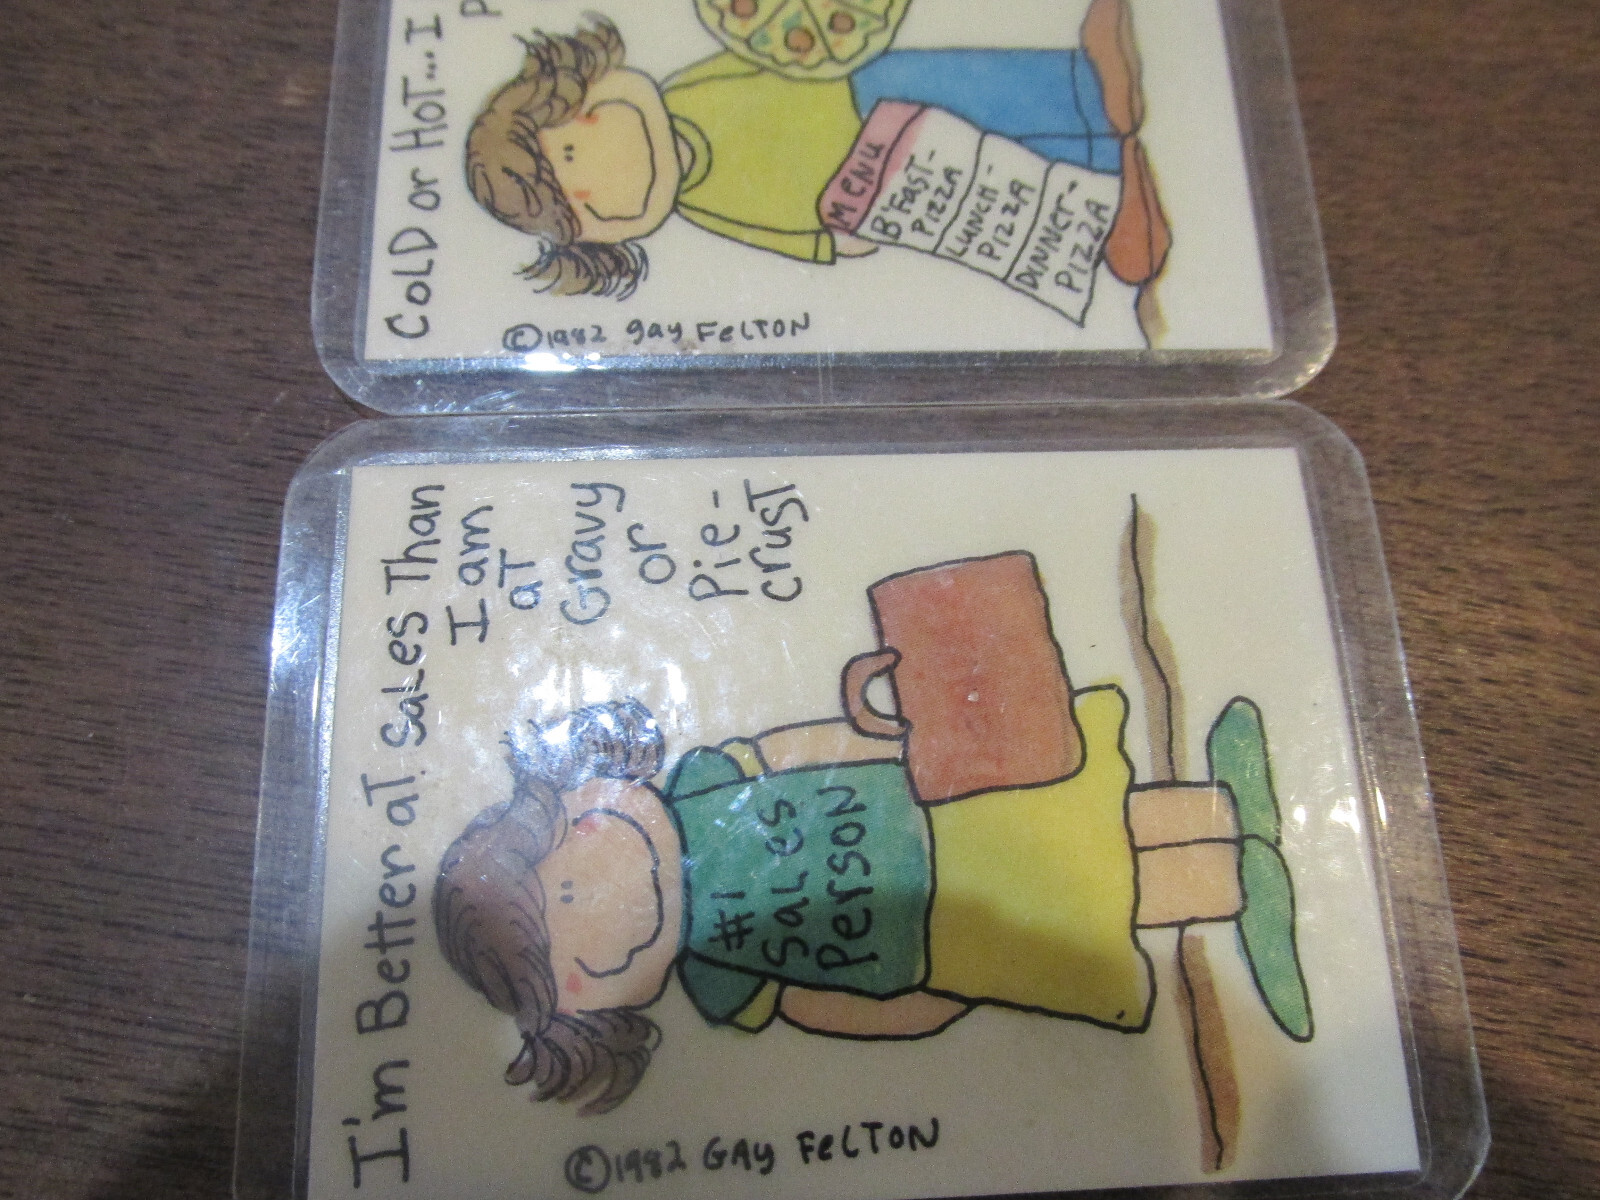 COLD or HOT...I
P
MENU
B'FAST-
PIZZA
LUNCH-
PIZZA
DINNER-
PIZZA
©1982 gay FeLTON
I'm Better aT Sales Than
I am
aT
Gravy
or
Pie-
crusT
#1
SaLes
Person
©1982 GAy FeLTON